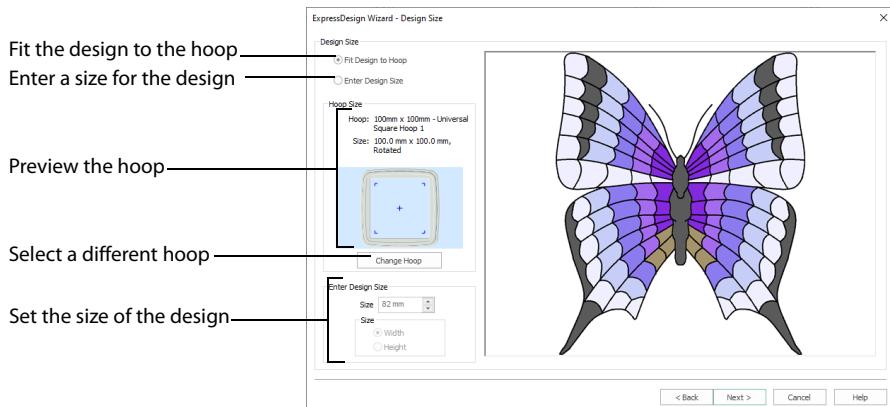 ExpressDesign Wizard - Design Size
Design Size
Fit the design to the hoop
Fit Design to Hoop
Enter a size for the design
Enter Design Size
Hoop Size
Hoop: 100mm x 100mm - Universal
Square Hoop 1
Size: 100.0 mm x 100.0 mm,
Rotated
Preview the hoop
Select a different hoop
Change Hoop
Enter Design Size
Size 82 mm
Size
Set the size of the design
Width
Height
< Back Next > Cancel Help